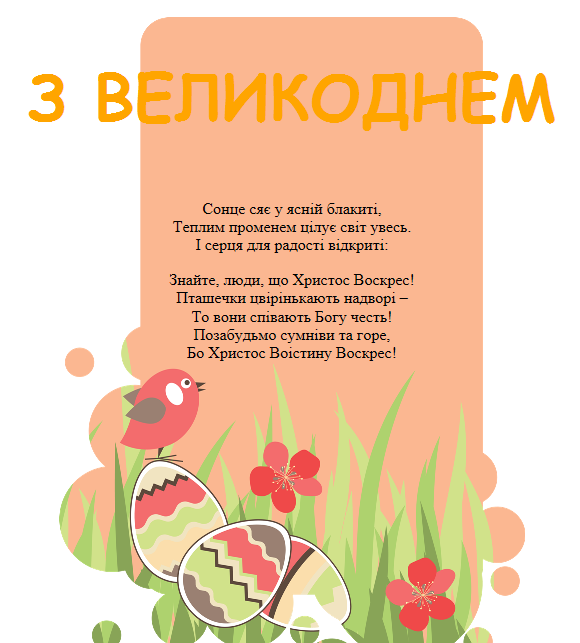 З ВЕЛИКОДНЕМ
Сонце сяє у ясній блакиті,
Теплим променем цілує світ увесь.
І серця для радості відкриті:
Знайте, люди, що Христос Воскрес!
Пташечки цвірінькають надворі –
То вони співають Богу честь!
Позабудьмо сумніви та горе,
Бо Христос Воістину Воскрес!